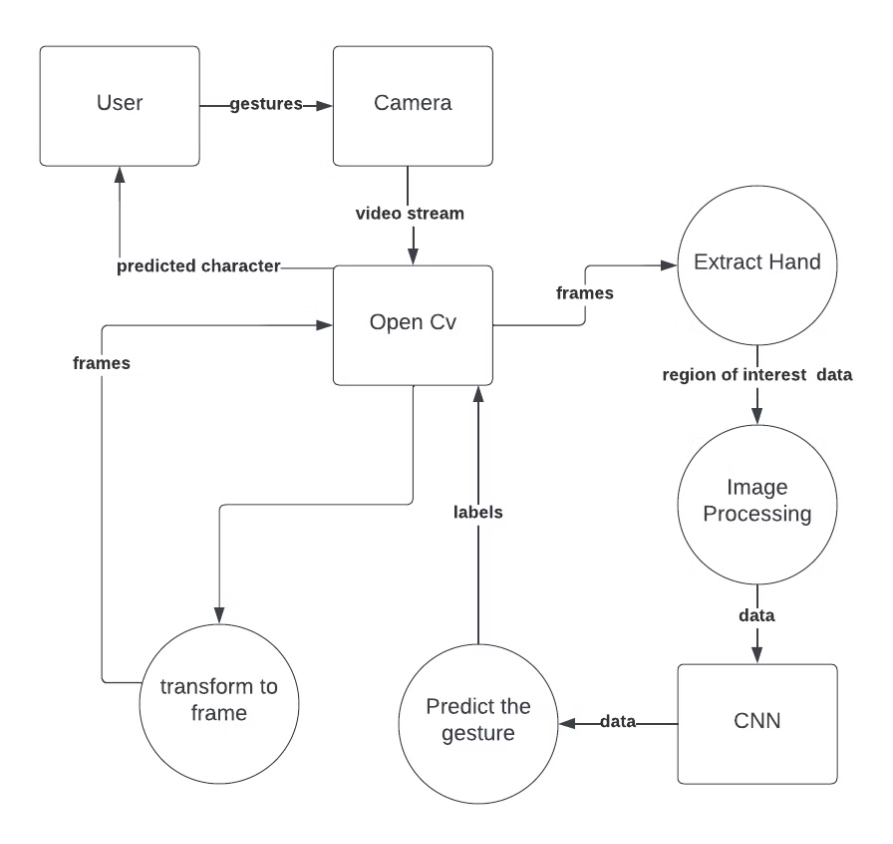 User
gestures
Camera
video stream
predicted character
Open Cv
frames
Extract Hand
frames
region of interest  data
Image
Processing
labels
data
transform to
frame
Predict the
gesture
data
CNN